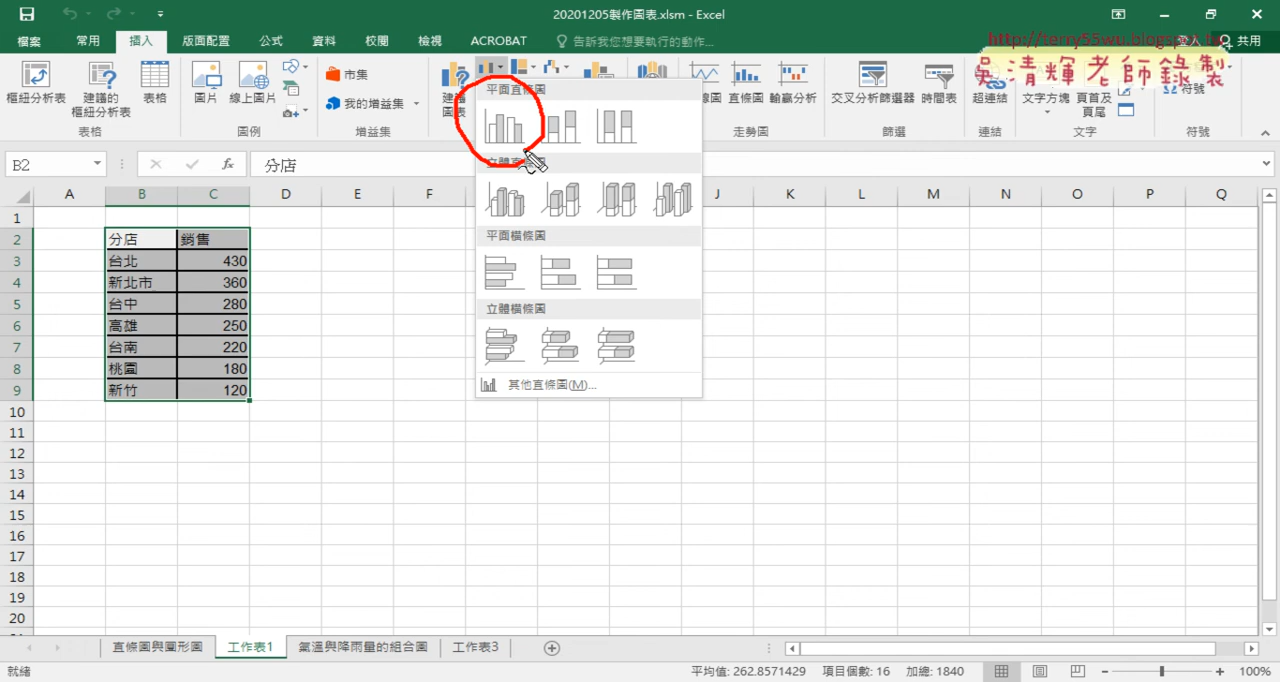 20201205製作圖表.xlsm - Excel
檔案 常用 插入 版面配置 公式 資料 校閱 檢視 ACROBAT 告訴我您想要執行的動作... 登入 共用
http://terry55wu.blogspot.tw
吳清輝老師錄製
樞紐分析表 建議的 表格 圖片 線上圖片 市集 直條圖 輸贏分析 交叉分析篩選器 時間表 超連結 文字方塊 頁首及 符號
樞紐分析表 我的增益集 圖表 頁尾
表格 圖例 增益集 走勢圖 篩選 連結 文字 符號
平面直條圖
平面橫條圖
立體橫條圖
其他直條圖(M)...
B2 fx 分店
A B C D E F J K L M N O P Q
1
2 分店 銷售
3 台北 430
4 新北市 360
5 台中 280
6 高雄 250
7 台南 220
8 桃園 180
9 新竹 120
10
11
12
13
14
15
16
17
18
19
20
直條圖與圓形圖 工作表1 氣溫與降雨量的組合圖 工作表3
就緒 平均值: 262.8571429 項目個數: 16 加總: 1840 100%